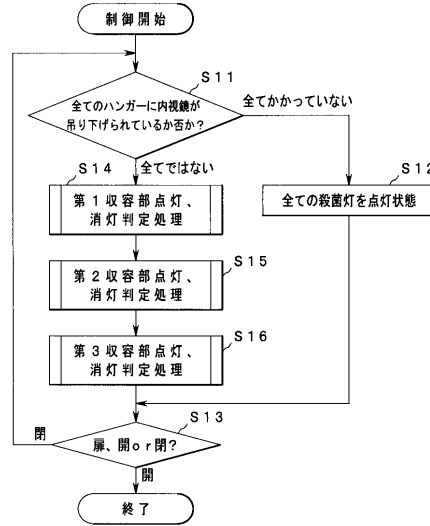 制御開始
S11
全てのハンガーに内視鏡が
吊り下げられているか否か?
全てかかっていない
S12
全ての殺菌灯を点灯状態
全てではない
S14
第1収容部点灯、
消灯判定処理
S15
第2収容部点灯、
消灯判定処理
S16
第3収容部点灯、
消灯判定処理
S13
扉、開or閉?
閉
開
終了